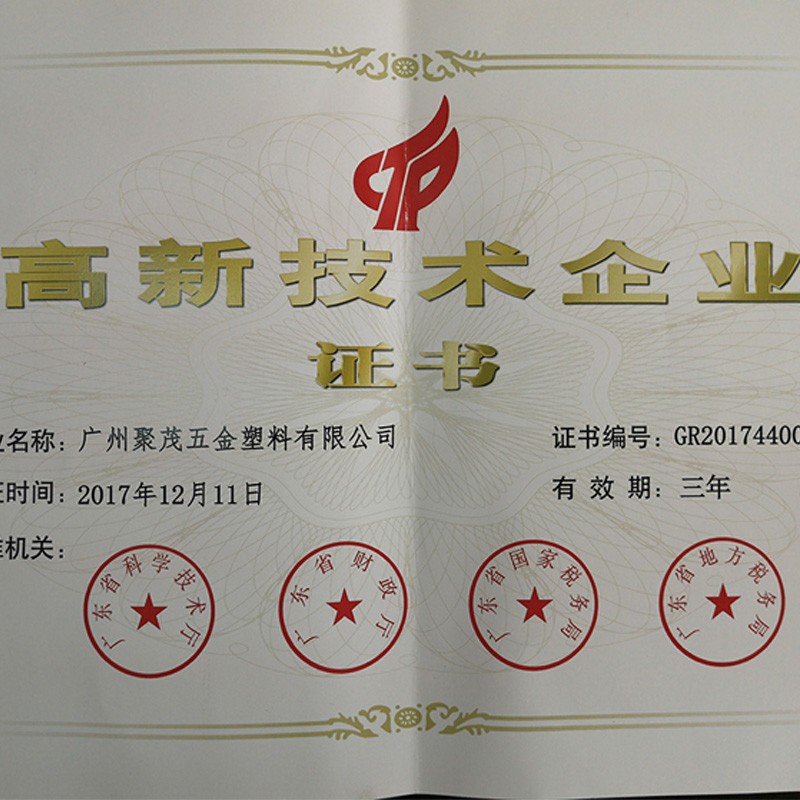 高新技术企业
证书
业名称：广州聚茂五金塑料有限公司
证书编号：GR20174400
证时间：2017年12月11日
有效期：三年
准机关：
广东省科学技术厅
广东省财政厅
广东省国家税务局
广东省地方税务局